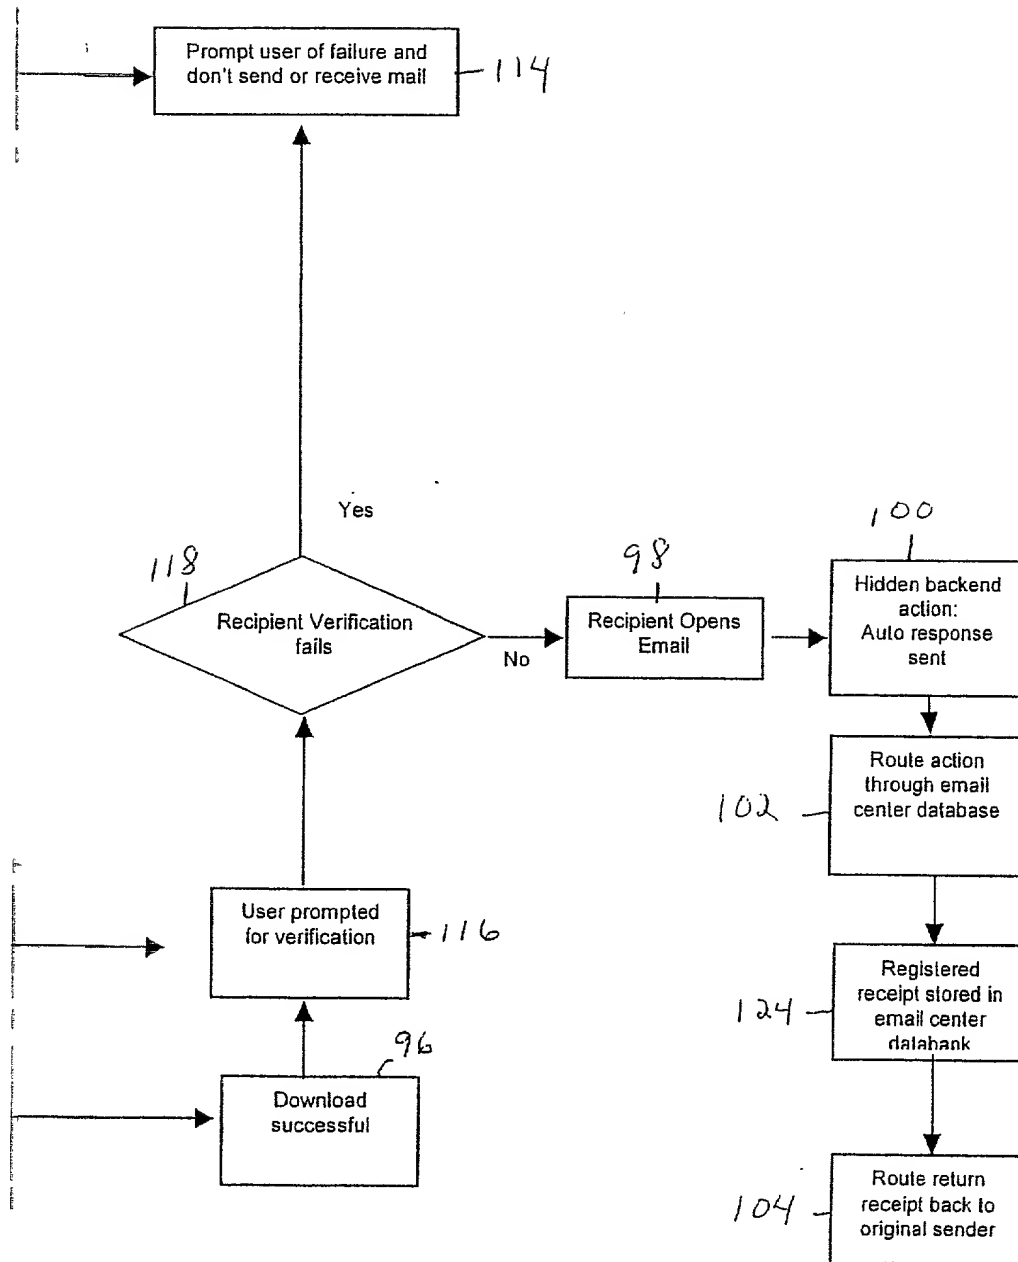 Prompt user of failure and
don't send or receive mail
114
Yes
118
Recipient Verification
fails
No
98
Recipient Opens
Email
100
Hidden backend
action:
Auto response
sent
Route action
through email
center database
102
User prompted
for verification
116
Registered
receipt stored in
email center
databank
124
96
Download
successful
Route return
receipt back to
original sender
104